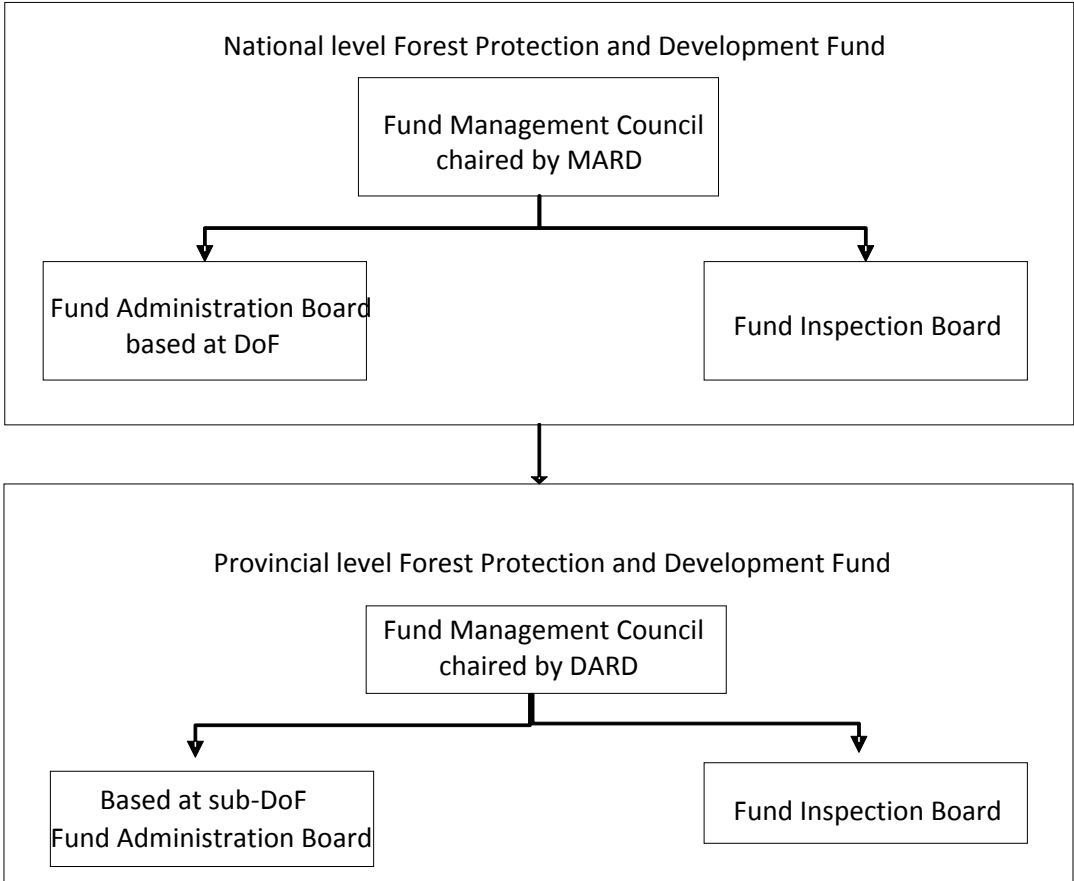 National level Forest Protection and Development Fund
Fund Management Council
chaired by MARD
Fund Administration Board
based at DoF
Fund Inspection Board
Provincial level Forest Protection and Development Fund
Fund Management Council
chaired by DARD
Based at sub-DoF
Fund Administration Board
Fund Inspection Board